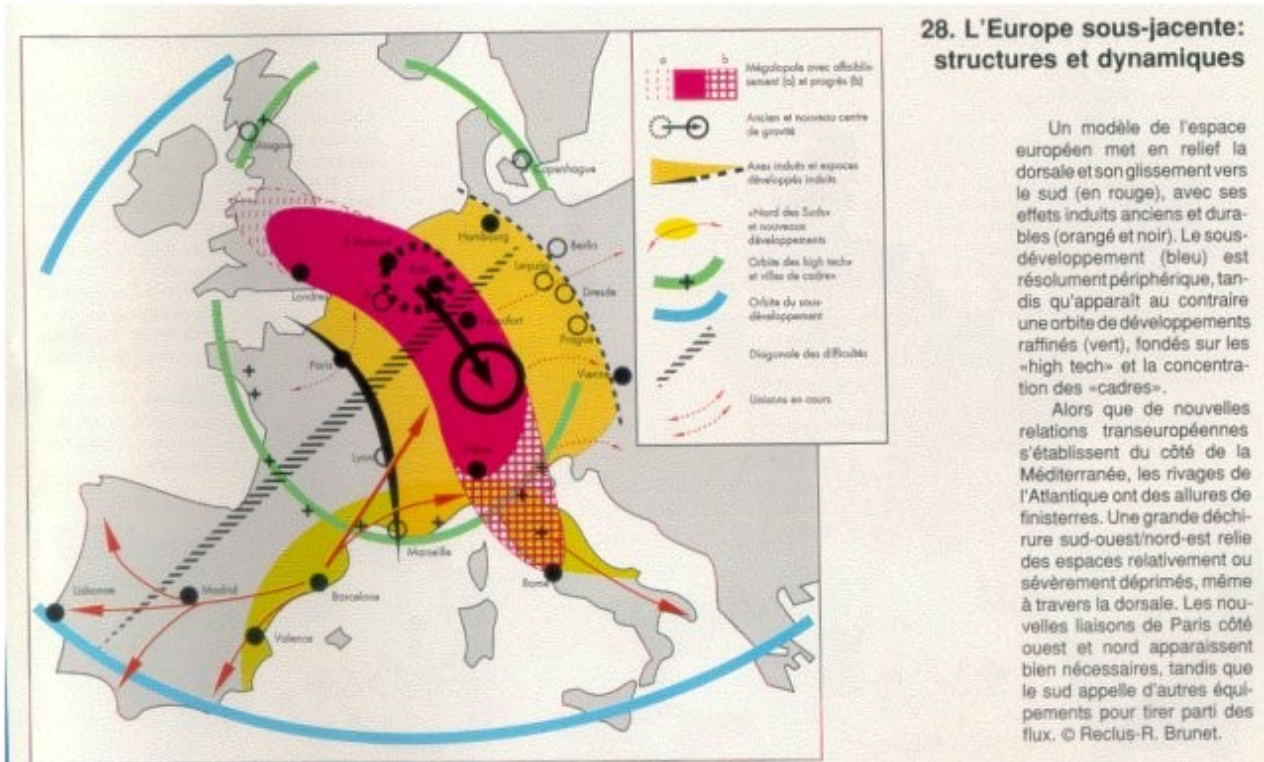 28. L'Europe sous-jacente:
structures et dynamiques
a b
Mégalopole avec affaiblis-
sement (a) et progrès (b)
Ancien et nouveau centre
de gravité
Axes induits et espaces
développés induits
«Nord des Suds»
et nouveaux
développements
Orbite des high tech»
et villes de cadre»
Orbite du sous-
développement
Diagonale des difficultés
Liaisons en cours
Glasgow
Copenhague
Hambourg
Berlin
Leipzig
Dresde
Prague
Londres
Francfort
Paris
Vienne
Lyon
Milan
Marseille
Rome
Lisbonne
Madrid
Barcelone
Valence
Un modèle de l'espace
européen met en relief la
dorsale et son glissement vers
le sud (en rouge), avec ses
effets induits anciens et dura-
bles (orangé et noir). Le sous-
développement (bleu) est
résolument périphérique, tan-
dis qu'apparaît au contraire
une orbite de développements
raffinés (vert), fondés sur les
«high tech» et la concentra-
tion des «cadres».
Alors que de nouvelles
relations transeuropéennes
s'établissent du côté de la
Méditerranée, les rivages de
l'Atlantique ont des allures de
finisterres. Une grande déchi-
rure sud-ouest/nord-est relie
des espaces relativement ou
sévèrement déprimés, même
à travers la dorsale. Les nou-
velles liaisons de Paris côté
ouest et nord apparaissent
bien nécessaires, tandis que
le sud appelle d'autres équi-
pements pour tirer parti des
flux. © Reclus-R. Brunet.